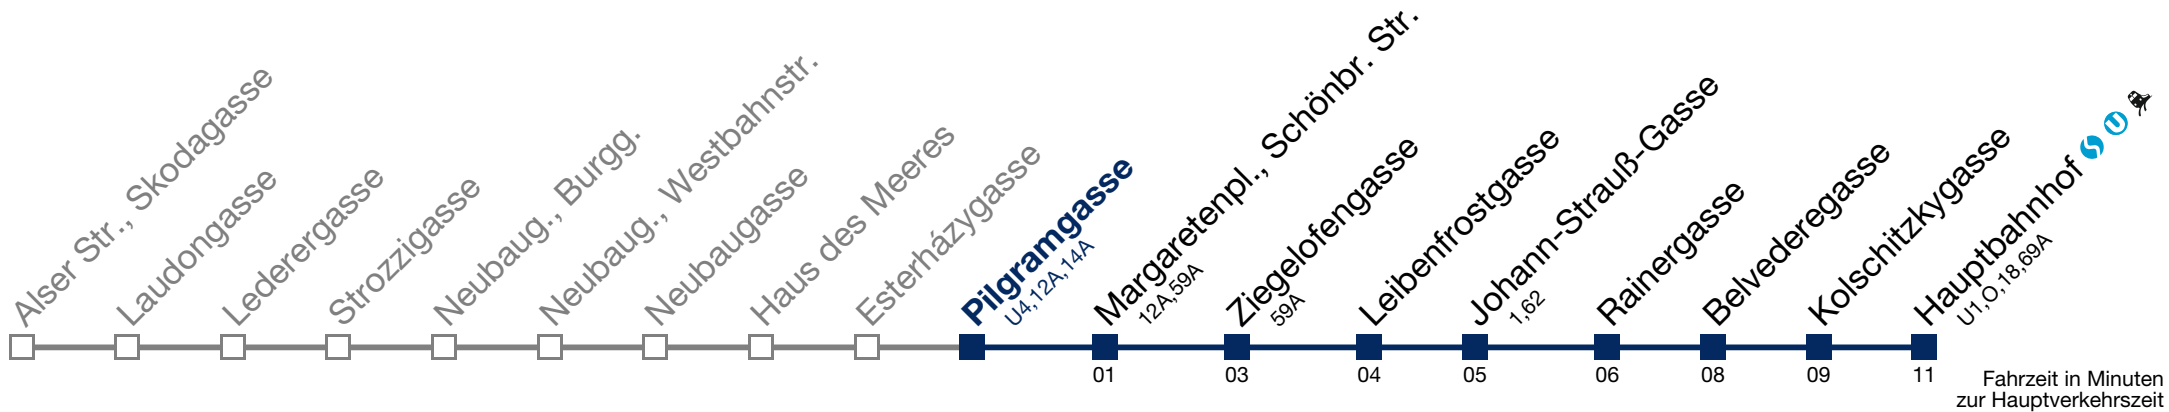 Alser Str., Skodagasse
Laudongasse
Lederergasse
Strozzigasse
Neubaug., Burgg.
Neubaug., Westbahnstr.
Neubaugasse
Haus des Meeres
Esterházygasse
Pilgramgasse
U4,12A,14A
Margaretenpl., Schönbr. Str.
12A,59A
Ziegelofengasse
59A
Leibenfrostgasse
Johann-Strauß-Gasse
1,62
Rainergasse
Belvederegasse
Kolschitzkygasse
Hauptbahnhof S U
U1,O,18,69A
01 03 04 05 06 08 09 11
Fahrzeit in Minuten
zur Hauptverkehrszeit